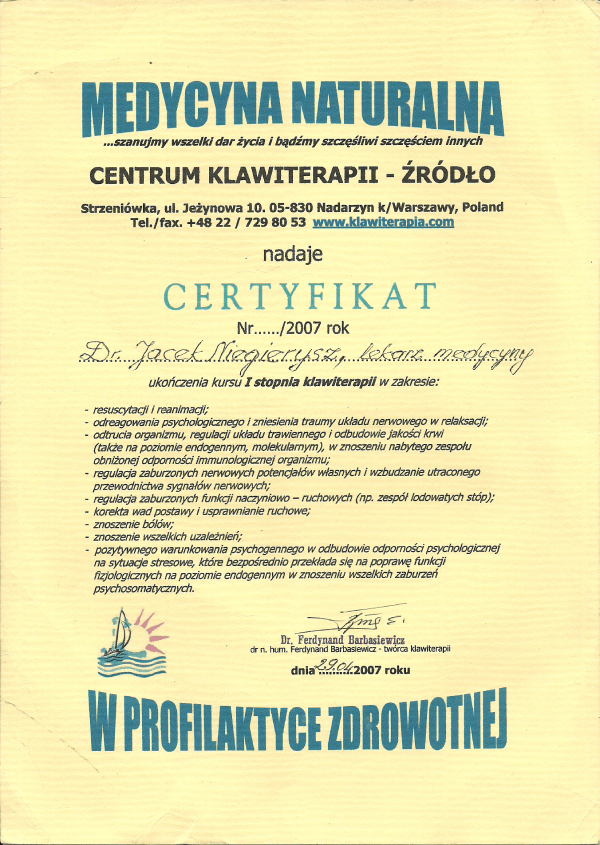 MEDYCYNA NATURALNA
...szanujmy wszelki dar życia i bądźmy szczęśliwi szczęściem innych
CENTRUM KLAWITERAPII - ŹRÓDŁO
Strzeniówka, ul. Jeżynowa 10. 05-830 Nadarzyn k/Warszawy, Poland
Tel./fax. +48 22 / 729 80 53 www.klawiterapia.com
nadaje
CERTYFIKAT
Nr....../2007 rok
Dr. Jacek Niegierysz, lekarz medycyny
ukończenia kursu I stopnia klawiterapii w zakresie:
- resuscytacji i reanimacji;
- odreagowania psychologicznego i zniesienia traumy układu nerwowego w relaksacji;
- odtrucia organizmu, regulacji układu trawiennego i odbudowie jakości krwi
(także na poziomie endogennym, molekularnym), w znoszeniu nabytego zespołu
obniżonej odporności immunologicznej organizmu;
- regulacja zaburzonych nerwowych potencjałów własnych i wzbudzanie utraconego
przewodnictwa sygnałów nerwowych;
- regulacja zaburzonych funkcji naczyniowo – ruchowych (np. zespół lodowatych stóp);
- korekta wad postawy i usprawnianie ruchowe;
- znoszenie bólów;
- znoszenie wszelkich uzależnień;
- pozytywnego warunkowania psychogennego w odbudowie odporności psychologicznej
na sytuacje stresowe, które bezpośrednio przekłada się na poprawę funkcji
fizjologicznych na poziomie endogennym w znoszeniu wszelkich zaburzeń
psychosomatycznych.
Dr. Ferdynand Barbasiewicz
dr n. hum. Ferdynand Barbasiewicz - twórca klawiterapii
dnia 29.04.2007 roku
W PROFILAKTYCE ZDROWOTNEJ